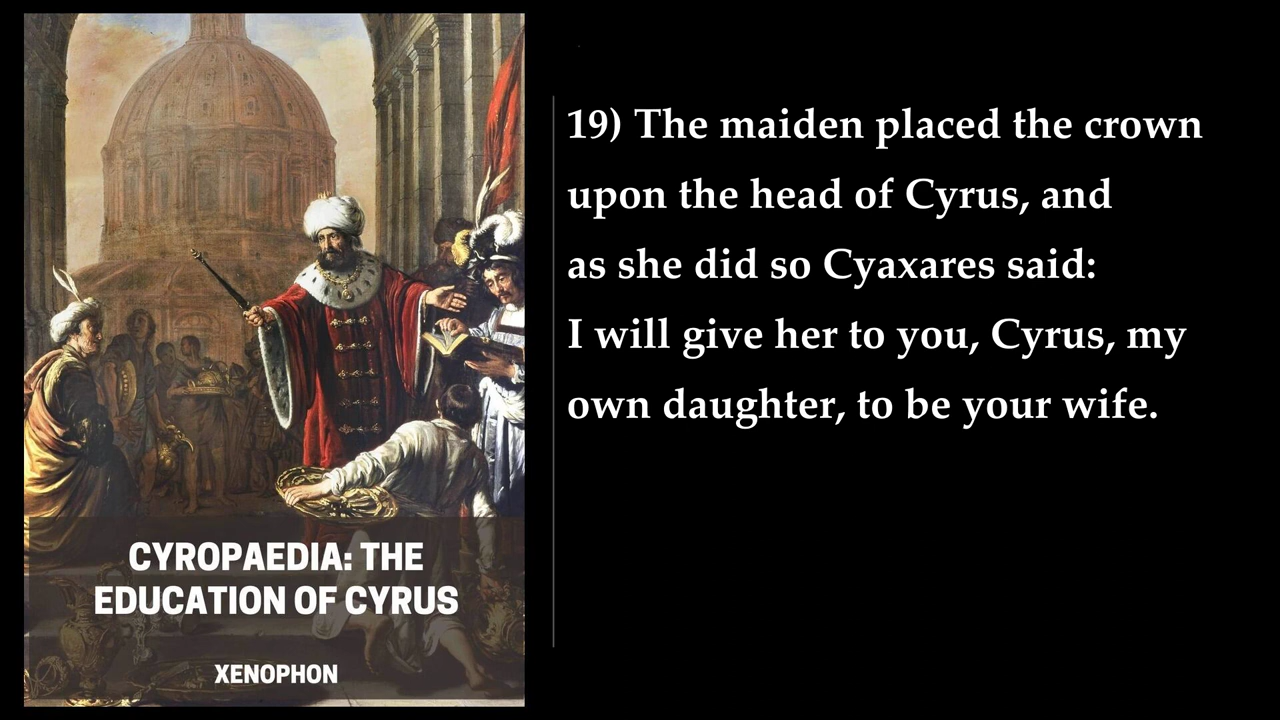 19) The maiden placed the crown
upon the head of Cyrus, and
as she did so Cyaxares said:
I will give her to you, Cyrus, my
own daughter, to be your wife.
CYROPAEDIA: THE
EDUCATION OF CYRUS
XENOPHON